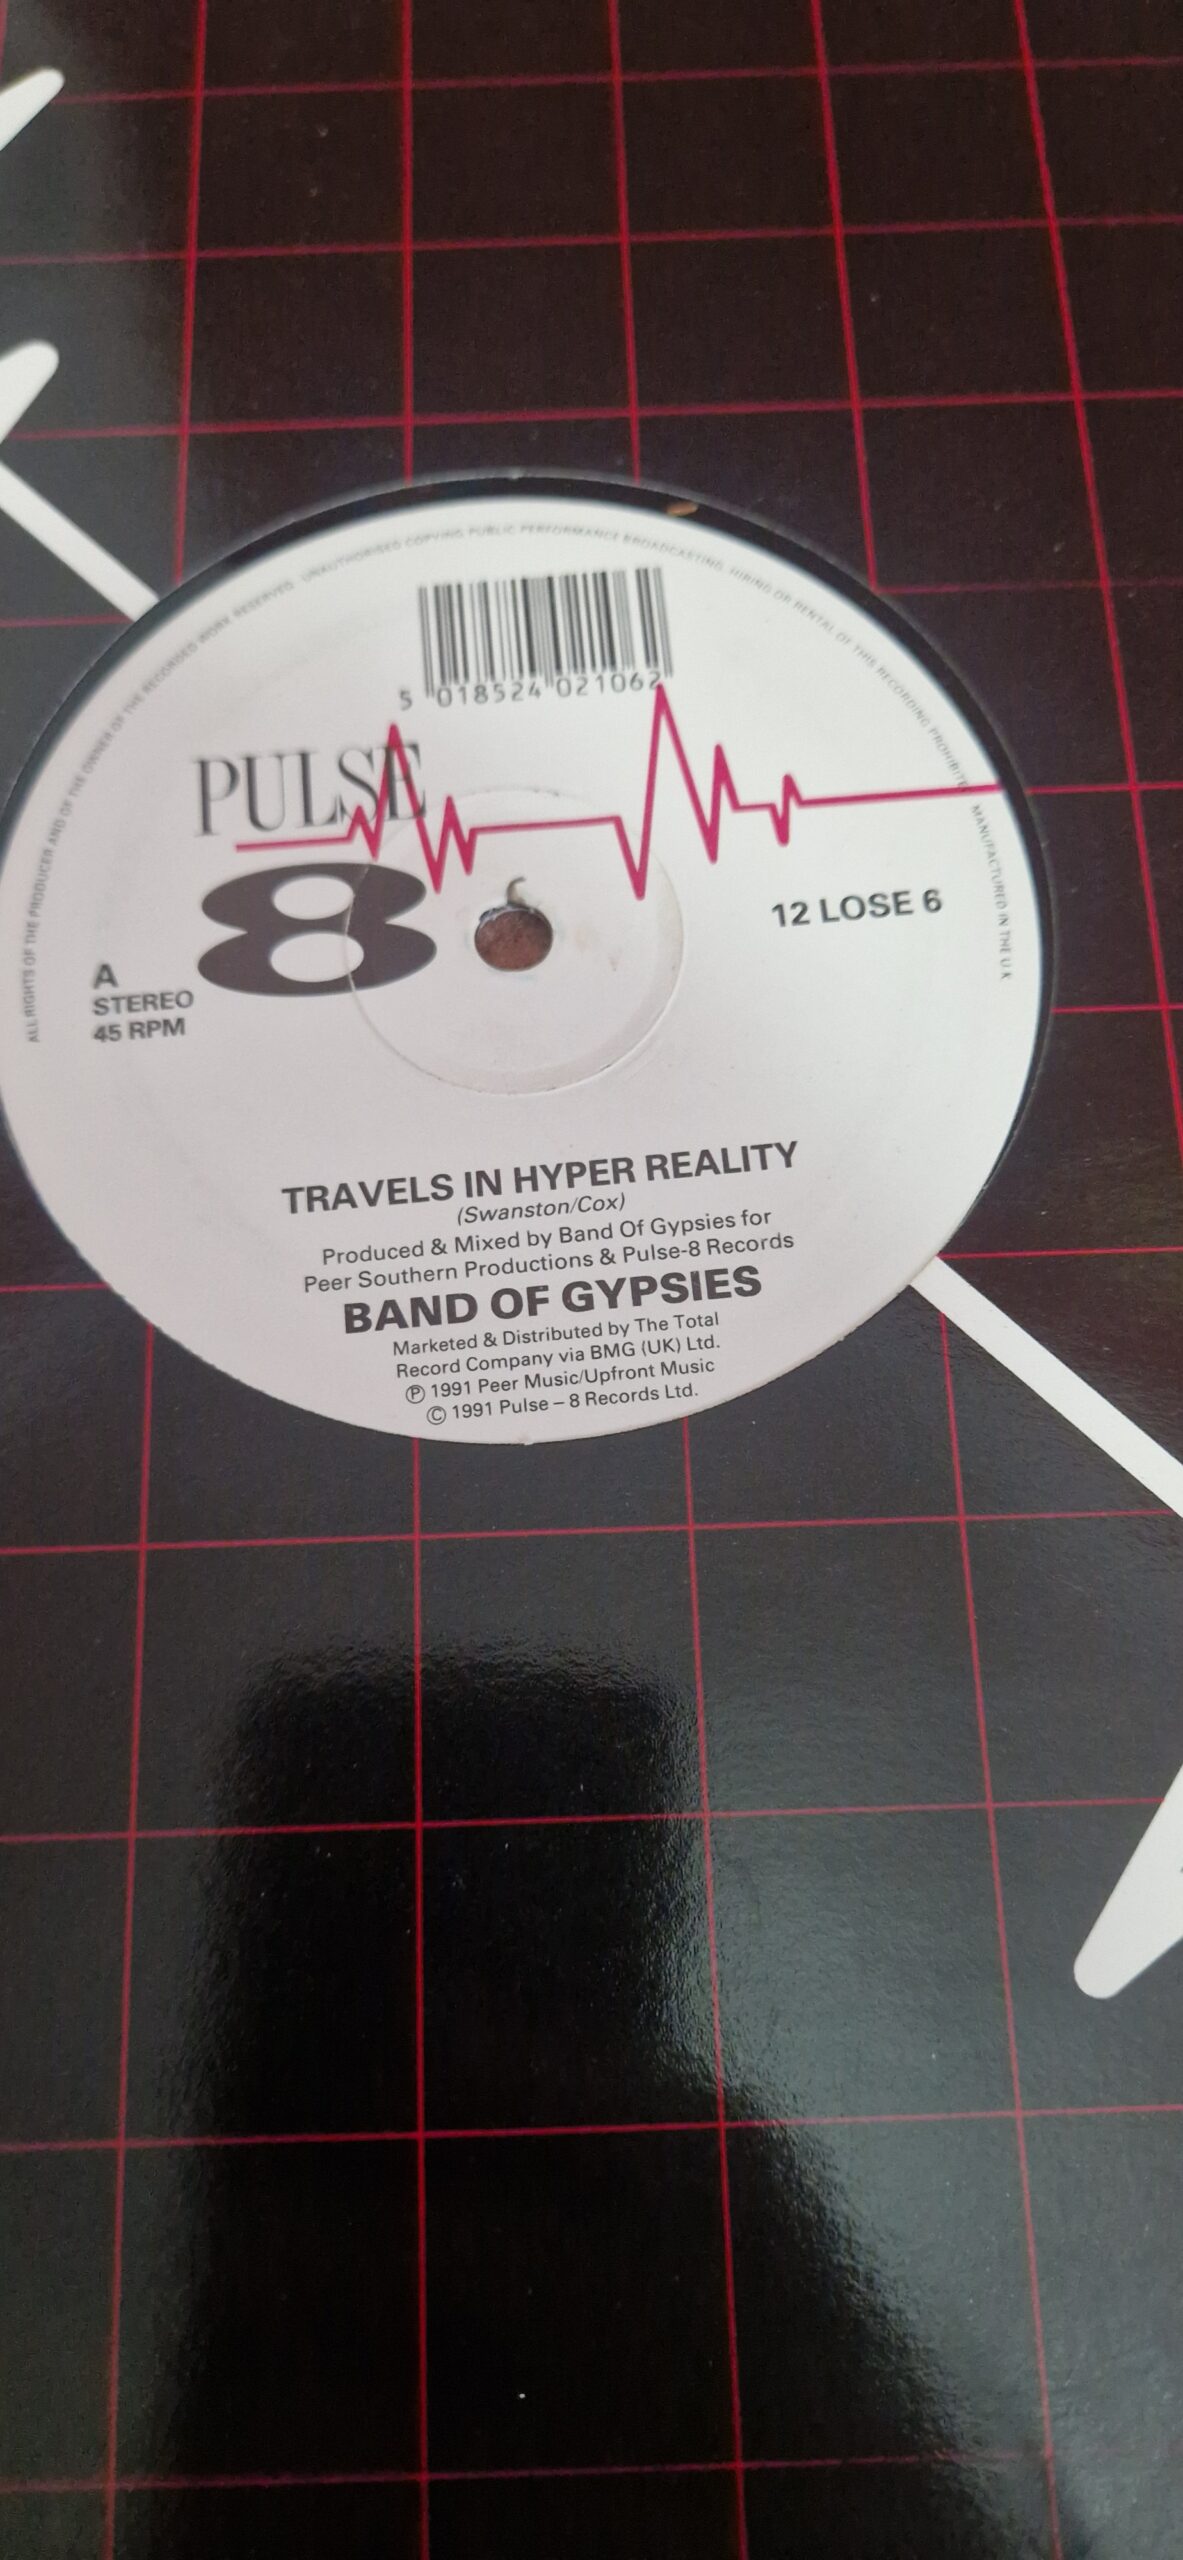 ALL RIGHTS OF THE PRODUCER AND OF THE OWNER OF THE RECORDED WORK RESERVED. UNAUTHORISED COPYING PUBLIC PERFORMANCE BROADCASTING. HIRING OR RENTAL OF THIS RECORDING PROHIBITED. MANUFACTURED IN THE U.K
5 018524 021062
PULSE
8
12 LOSE 6
A
STEREO
45 RPM
TRAVELS IN HYPER REALITY
(Swanston/Cox)
Produced & Mixed by Band Of Gypsies for
Peer Southern Productions & Pulse-8 Records
BAND OF GYPSIES
Marketed & Distributed by The Total
Record Company via BMG (UK) Ltd.
℗ 1991 Peer Music/Upfront Music
© 1991 Pulse – 8 Records Ltd.